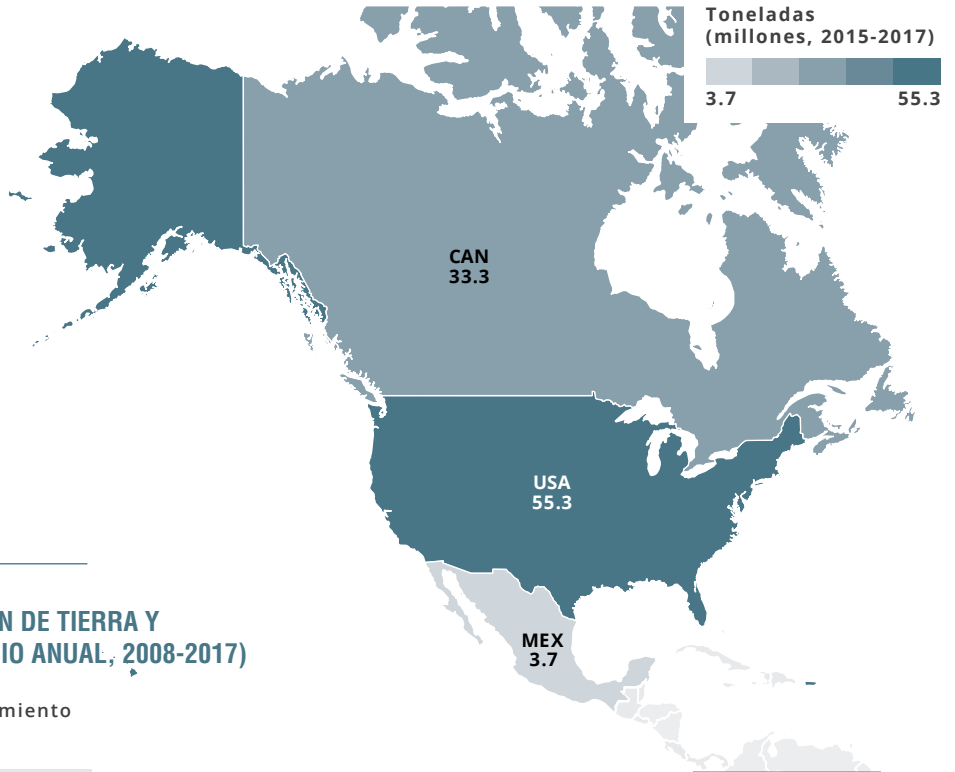 Toneladas
(millones, 2015-2017)
3.7 55.3
CAN
33.3
USA
55.3
MEX
3.7
N DE TIERRA Y
IO ANUAL, 2008-2017)
miento